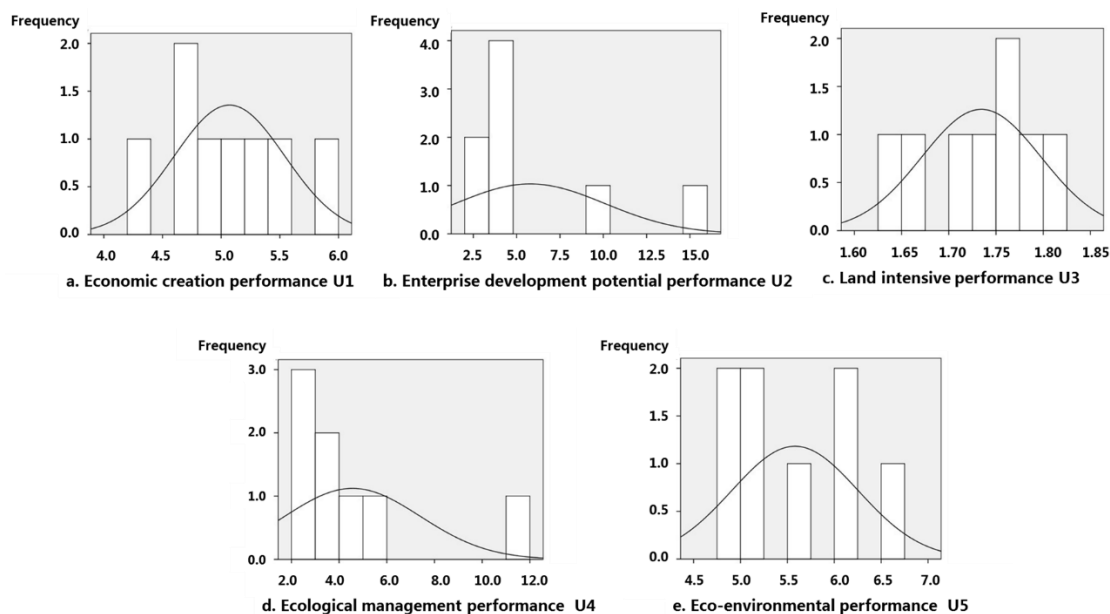 Frequency
2.0
1.5
1.0
0.5
0.0
4.0 4.5 5.0 5.5 6.0
a. Economic creation performance U1
Frequency
4.0
3.0
2.0
1.0
0.0
2.5 5.0 7.5 10.0 12.5 15.0
b. Enterprise development potential performance U2
Frequency
2.0
1.5
1.0
0.5
0.0
1.60 1.65 1.70 1.75 1.80 1.85
c. Land intensive performance U3
Frequency
3.0
2.0
1.0
0.0
2.0 4.0 6.0 8.0 10.0 12.0
d. Ecological management performance U4
Frequency
2.0
1.5
1.0
0.5
0.0
4.5 5.0 5.5 6.0 6.5 7.0
e. Eco-environmental performance U5